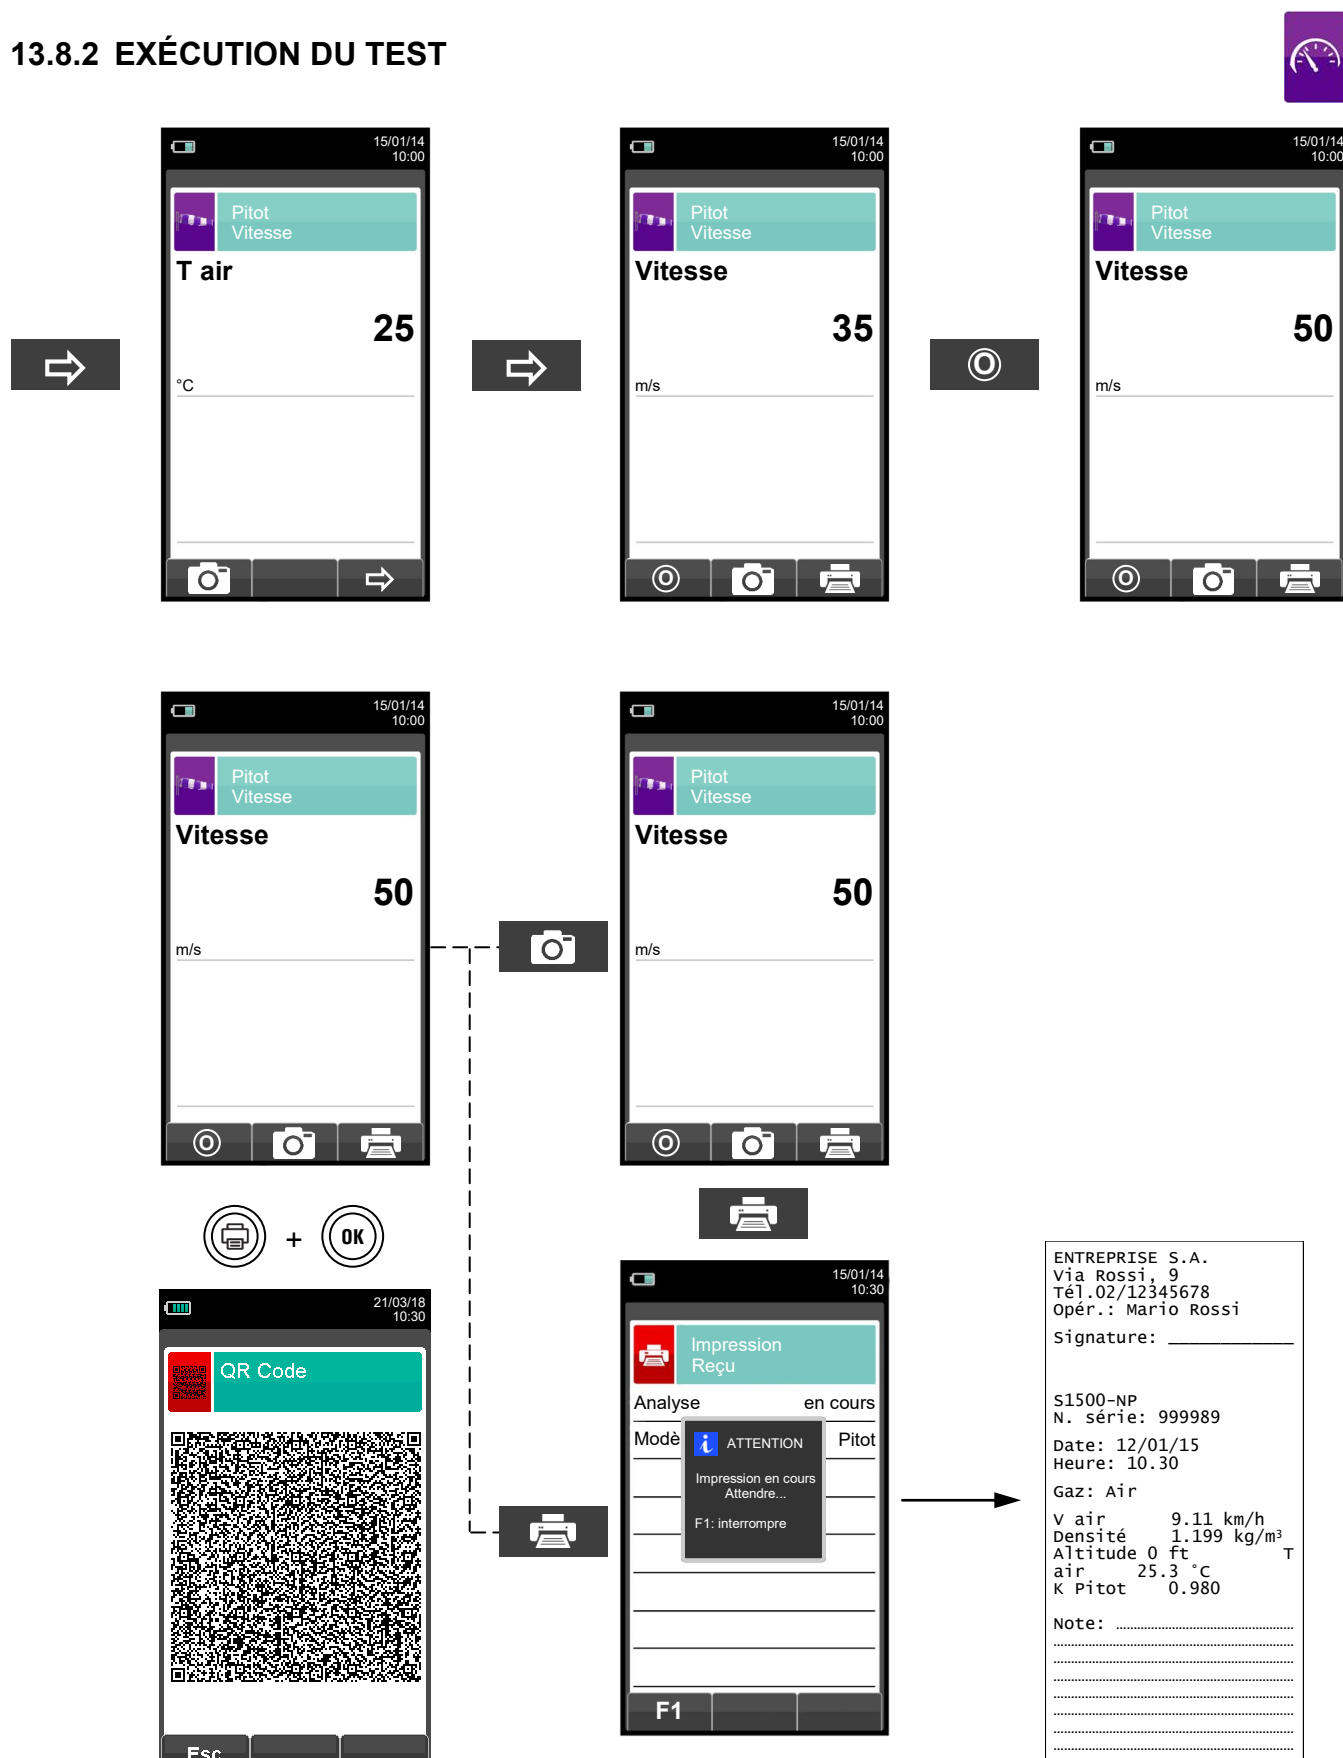 13.8.2 EXÉCUTION DU TEST
15/01/14
10:00
Pitot
Vitesse
T air
25
°C
15/01/14
10:00
Pitot
Vitesse
Vitesse
35
m/s
15/01/14
10:00
Pitot
Vitesse
Vitesse
50
m/s
15/01/14
10:00
Pitot
Vitesse
Vitesse
50
m/s
15/01/14
10:00
Pitot
Vitesse
Vitesse
50
m/s
+ OK
21/03/18
10:30
QR Code
Esc
15/01/14
10:30
Impression
Reçu
Analyse en cours
Modè Pitot
i ATTENTION
Impression en cours
Attendre...
F1: interrompre
F1
ENTREPRISE S.A.
Via Rossi, 9
Tél.02/12345678
Opér.: Mario Rossi
Signature: ____________
S1500-NP
N. série: 999989
Date: 12/01/15
Heure: 10.30
Gaz: Air
V air 9.11 km/h
Densité 1.199 kg/m³
Altitude 0 ft T
air 25.3 °C
K Pitot 0.980
Note: ........................